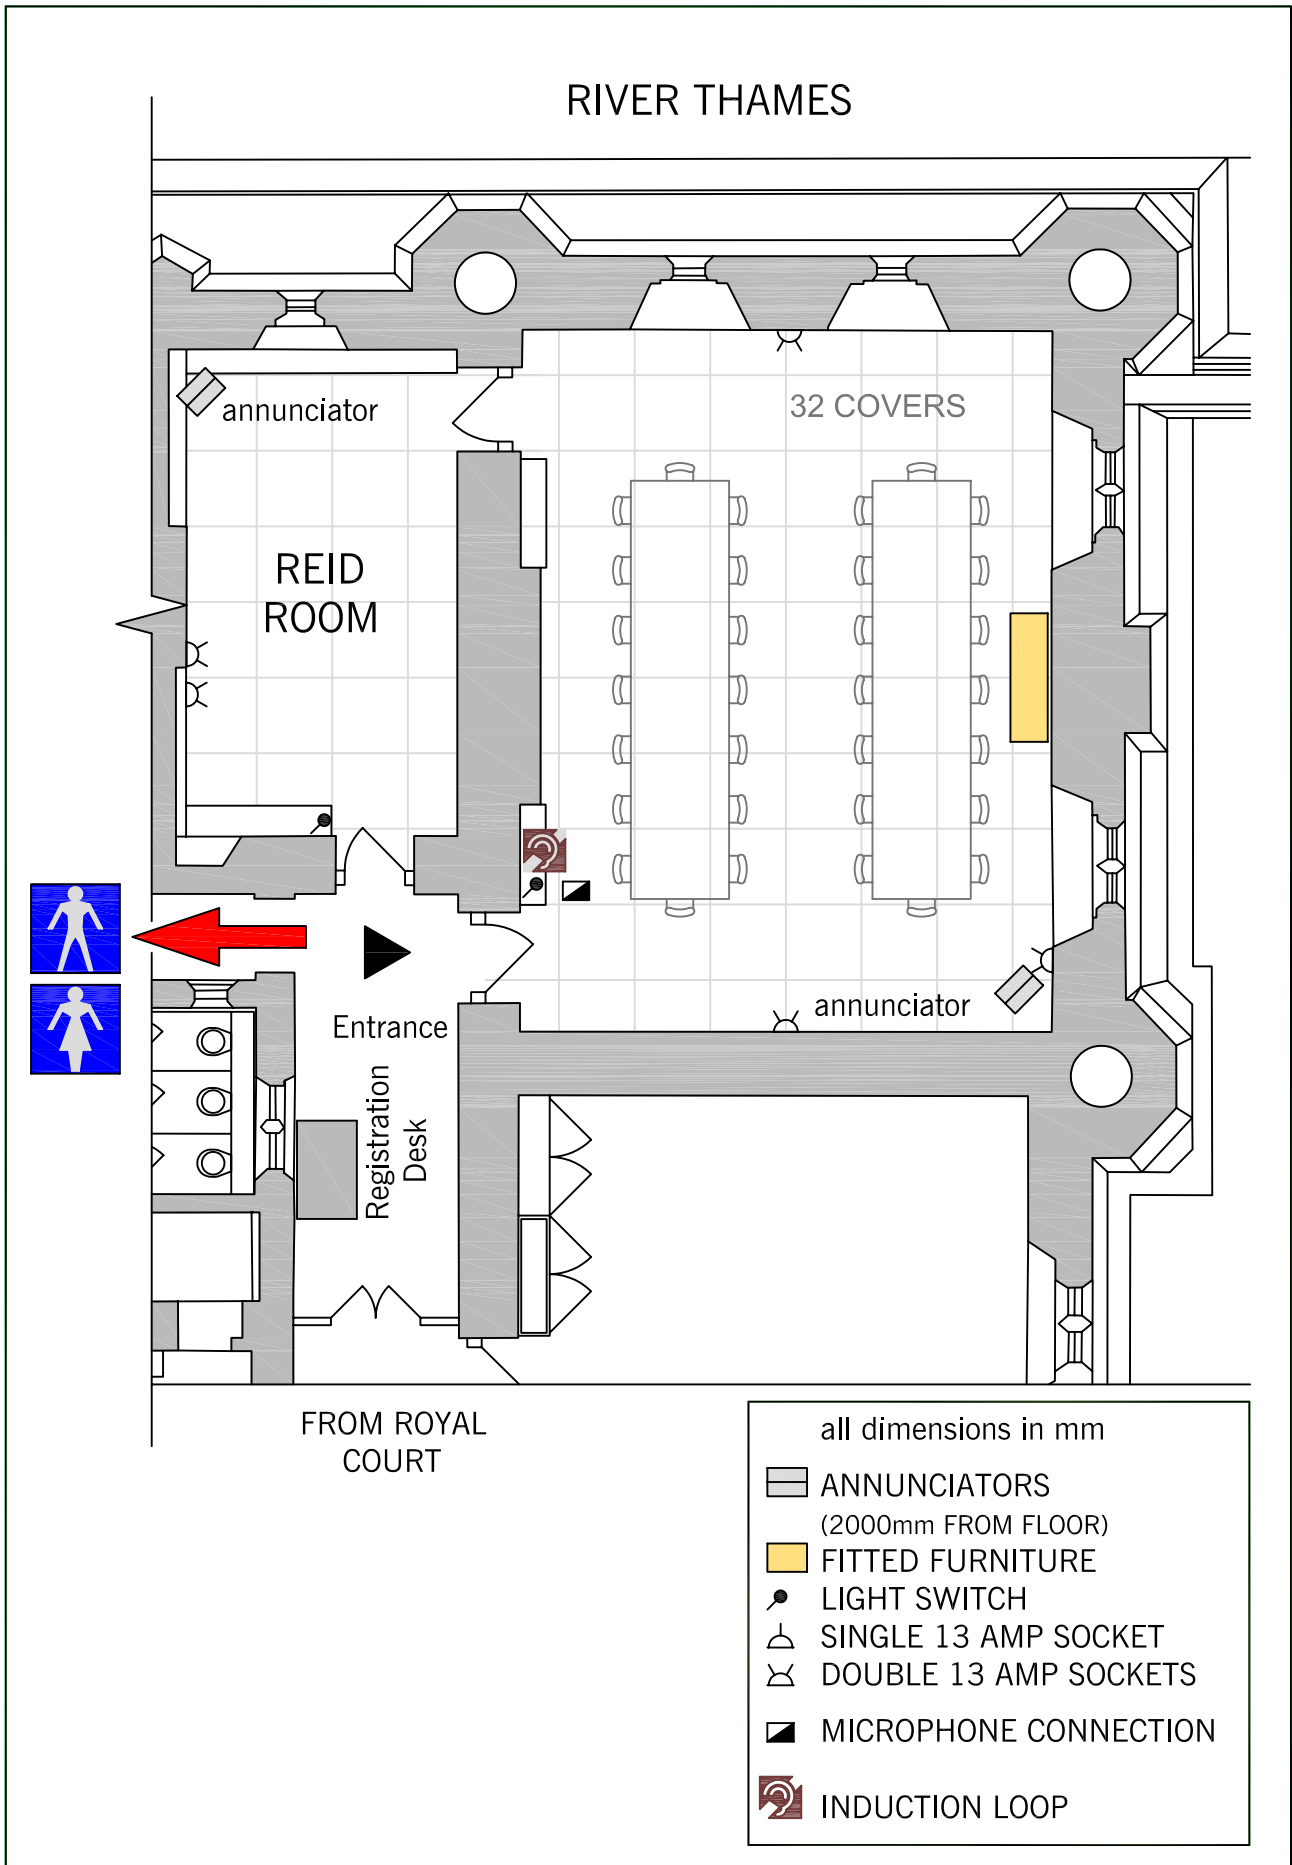 RIVER THAMES
annunciator
32 COVERS
REID
ROOM
annunciator
Entrance
Registration
Desk
FROM ROYAL
COURT
all dimensions in mm
ANNUNCIATORS
(2000mm FROM FLOOR)
FITTED FURNITURE
LIGHT SWITCH
SINGLE 13 AMP SOCKET
DOUBLE 13 AMP SOCKETS
MICROPHONE CONNECTION
INDUCTION LOOP